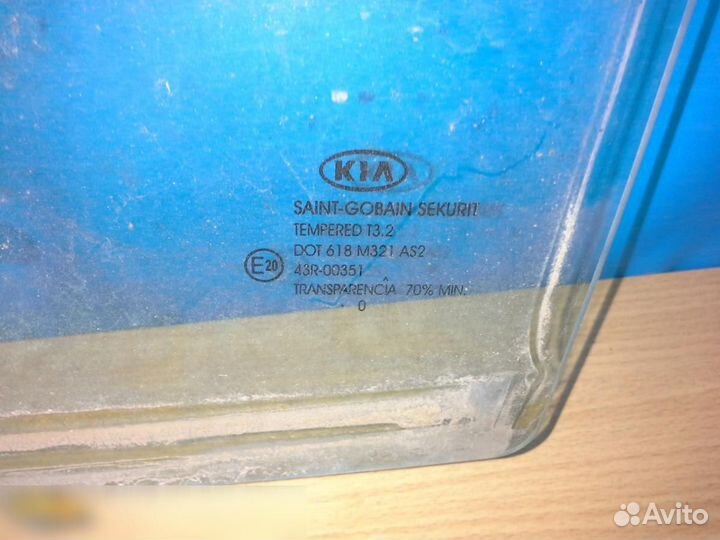 KIA
SAINT-GOBAIN SEKURIT
TEMPERED T3.2
DOT 618 M321 AS2
E20 43R-00351
TRANSPARENCIA 70% MIN.
. 0
Avito